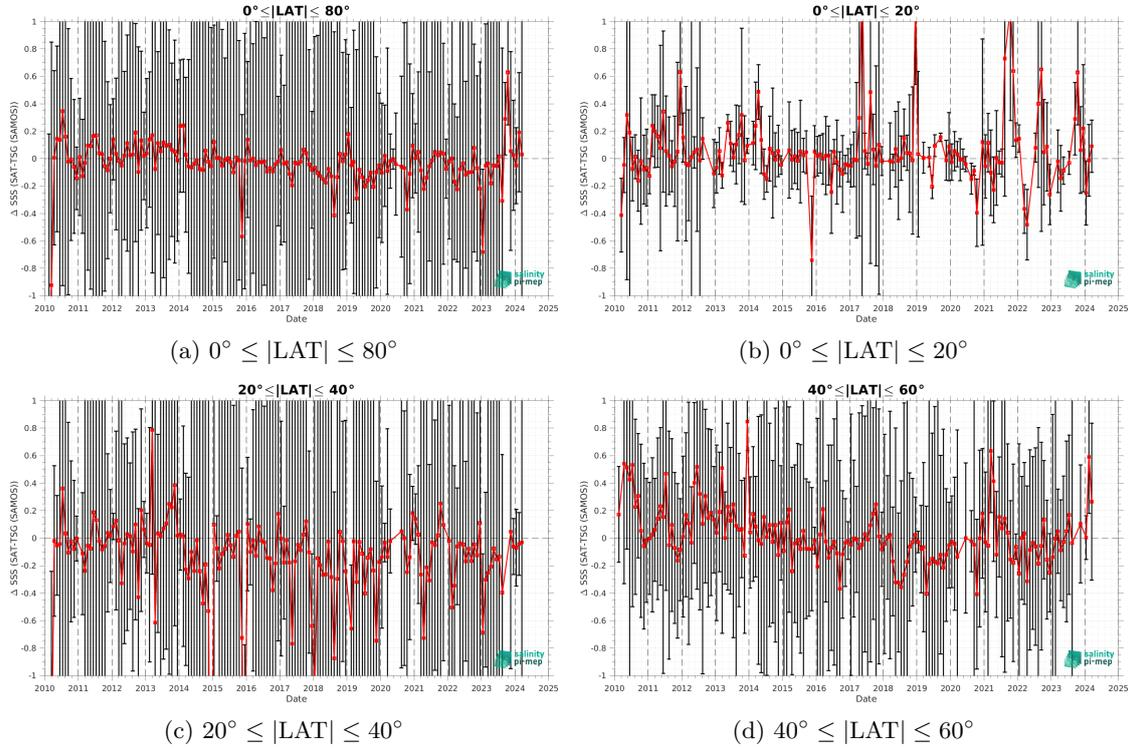 0°≤|LAT|≤ 80°
Δ SSS (SAT-TSG (SAMOS))
1
0.8
0.6
0.4
0.2
0
-0.2
-0.4
-0.6
-0.8
-1
2010 2011 2012 2013 2014 2015 2016 2017 2018 2019 2020 2021 2022 2023 2024 2025
Date
salinity
pi-mep
(a) 0° ≤ |LAT| ≤ 80°
0°≤|LAT|≤ 20°
Δ SSS (SAT-TSG (SAMOS))
1
0.8
0.6
0.4
0.2
0
-0.2
-0.4
-0.6
-0.8
-1
2010 2011 2012 2013 2014 2015 2016 2017 2018 2019 2020 2021 2022 2023 2024 2025
Date
salinity
pi-mep
(b) 0° ≤ |LAT| ≤ 20°
20°≤|LAT|≤ 40°
Δ SSS (SAT-TSG (SAMOS))
1
0.8
0.6
0.4
0.2
0
-0.2
-0.4
-0.6
-0.8
-1
2010 2011 2012 2013 2014 2015 2016 2017 2018 2019 2020 2021 2022 2023 2024 2025
Date
salinity
pi-mep
(c) 20° ≤ |LAT| ≤ 40°
40°≤|LAT|≤ 60°
Δ SSS (SAT-TSG (SAMOS))
1
0.8
0.6
0.4
0.2
0
-0.2
-0.4
-0.6
-0.8
-1
2010 2011 2012 2013 2014 2015 2016 2017 2018 2019 2020 2021 2022 2023 2024 2025
Date
salinity
pi-mep
(d) 40° ≤ |LAT| ≤ 60°